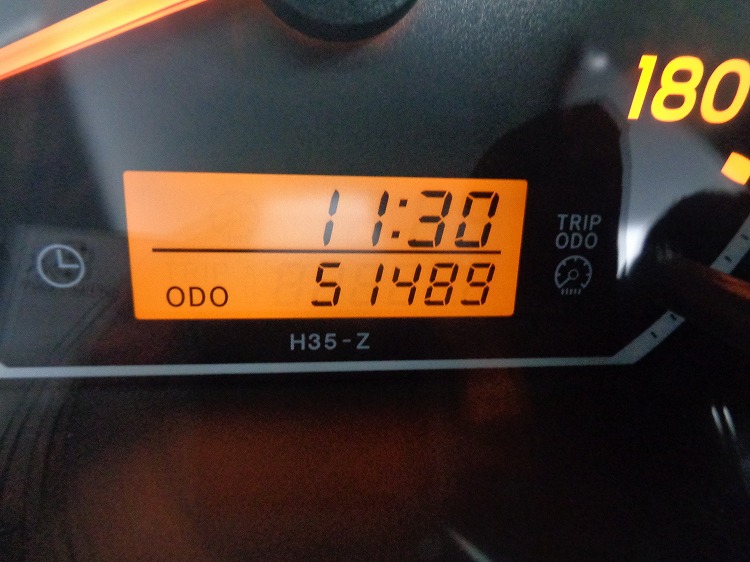 180
11:30
TRIP
ODO
ODO 51489
H35-Z